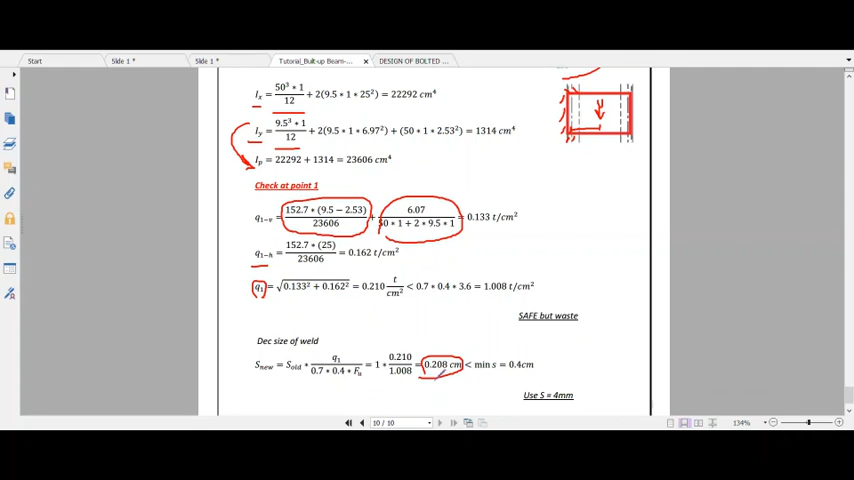 Start
Side 1 *
Side 1 *
Tutorial_Built-up Beam-... x
DESIGN OF BOLTED ...
I_x = 50³ * 1 / 12 + 2(9.5 * 1 * 25²) = 22292 cm⁴
I_y = 9.5³ * 1 / 12 + 2(9.5 * 1 * 6.97²) + (50 * 1 * 2.53²) = 1314 cm⁴
I_p = 22292 + 1314 = 23606 cm⁴
Check at point 1
q_1−v = 152.7 * (9.5 − 2.53) / 23606 + 6.07 / 50 * 1 + 2 * 9.5 * 1 = 0.133 t/cm²
q_1−h = 152.7 * (25) / 23606 = 0.162 t/cm²
q_1 = √0.133² + 0.162² = 0.210 t/cm² < 0.7 * 0.4 * 3.6 = 1.008 t/cm²
SAFE but waste
Dec size of weld
S_new = S_old * q_1 / 0.7 * 0.4 * F_u = 1 * 0.210 / 1.008 = 0.208 cm < min s = 0.4cm
Use S = 4mm
10 / 10
134%